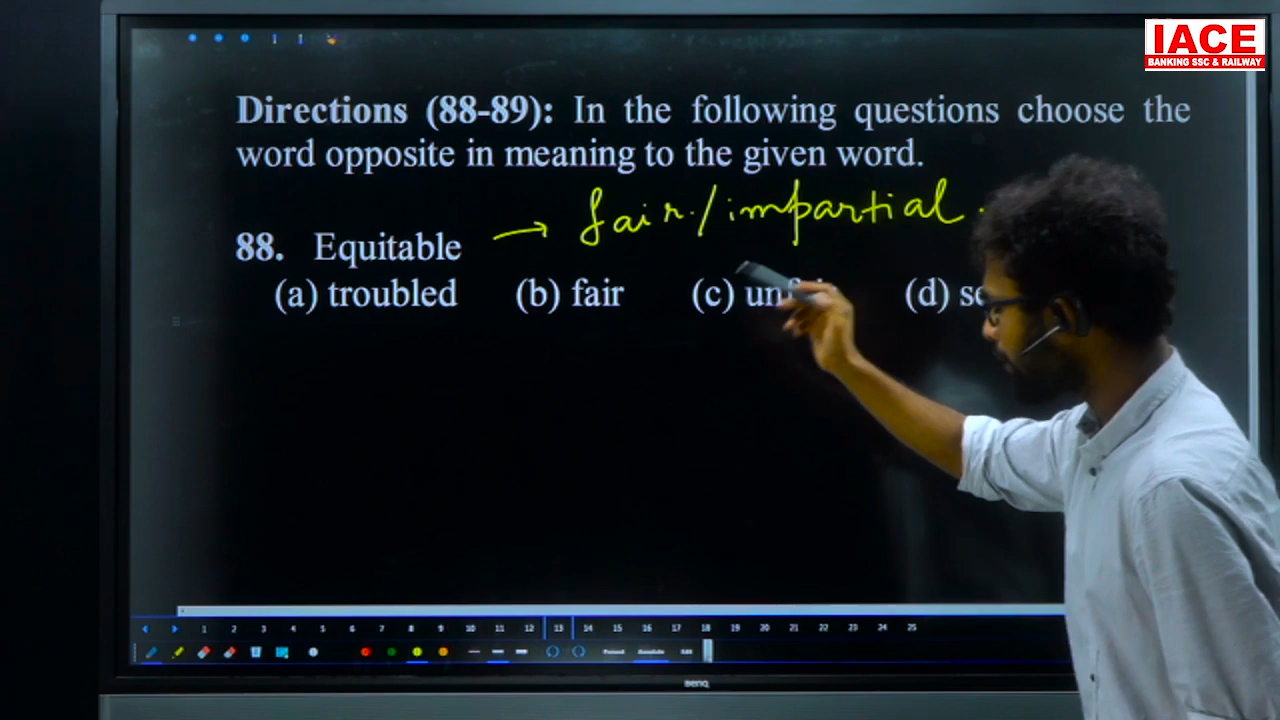 IACE
BANKING SSC & RAILWAY
Directions (88-89): In the following questions choose the
word opposite in meaning to the given word.
→ fair/impartial.
88. Equitable
(a) troubled (b) fair (c) (d)
1 2 3 4 5 6 7 8 9 10 11 12 13 14 15 16 17 18 19 20 21 22 23 24 25
Annotate Edit
BenQ